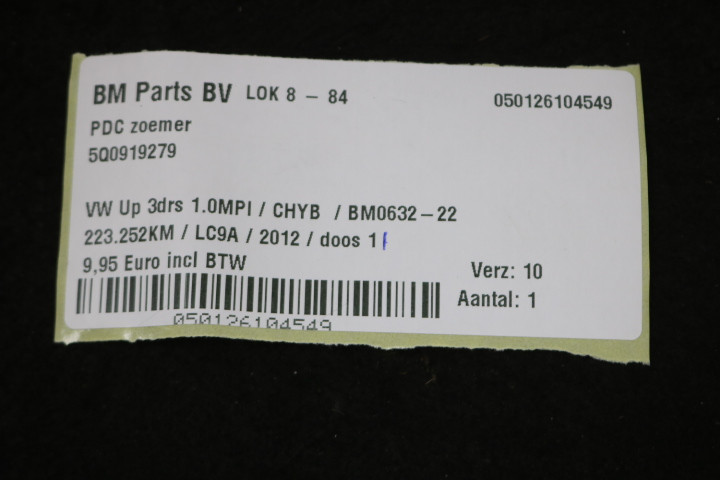 BM Parts BV LOK 8 - 84 050126104549
PDC zoemer
5Q0919279
VW Up 3drs 1.0MPI / CHYB / BM0632-22
223.252KM / LC9A / 2012 / doos 1
9,95 Euro incl BTW
Verz: 10
Aantal: 1
050126104549